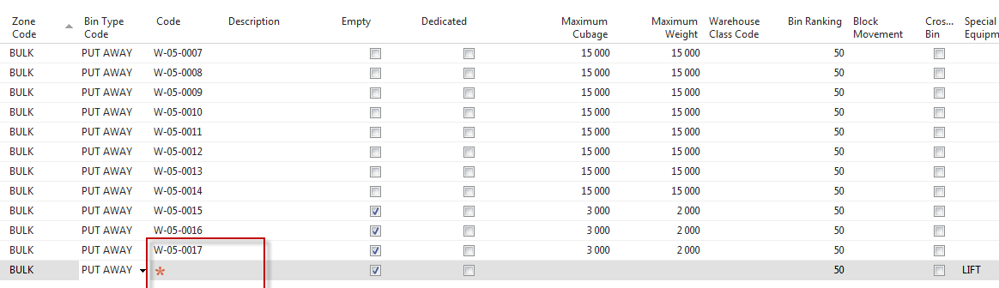 Zone Code Bin Type Code Code Description Empty Dedicated Maximum Cubage Maximum Weight Warehouse Class Code Bin Ranking Block Movement Cros... Bin Special Equipm
BULK PUT AWAY W-05-0007 15 000 15 000 50
BULK PUT AWAY W-05-0008 15 000 15 000 50
BULK PUT AWAY W-05-0009 15 000 15 000 50
BULK PUT AWAY W-05-0010 15 000 15 000 50
BULK PUT AWAY W-05-0011 15 000 15 000 50
BULK PUT AWAY W-05-0012 15 000 15 000 50
BULK PUT AWAY W-05-0013 15 000 15 000 50
BULK PUT AWAY W-05-0014 15 000 15 000 50
BULK PUT AWAY W-05-0015 3 000 2 000 50
BULK PUT AWAY W-05-0016 3 000 2 000 50
BULK PUT AWAY W-05-0017 3 000 2 000 50
BULK PUT AWAY * 50 LIFT